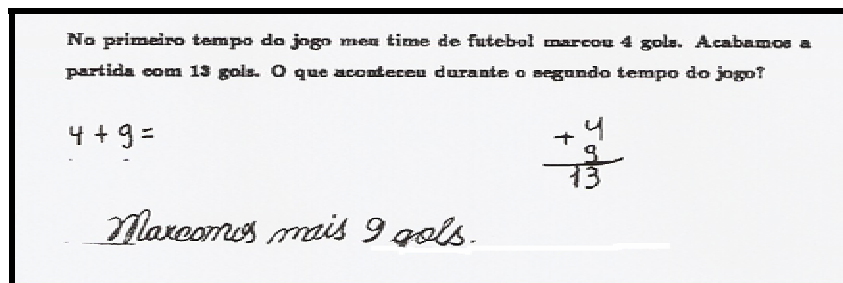 No primeiro tempo do jogo meu time de futebol marcou 4 gols. Acabamos a
partida com 13 gols. O que aconteceu durante o segundo tempo do jogo?
4 + 9 =
+ 4
9
13
Marcomos mais 9 gols.